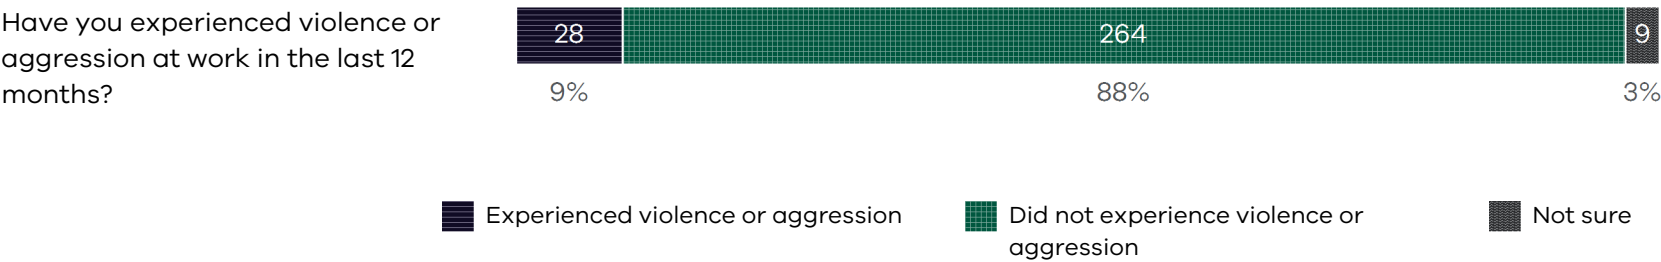 Have you experienced violence or
aggression at work in the last 12
months?
28
264
9
9%
88%
3%
Experienced violence or aggression
Did not experience violence or
aggression
Not sure